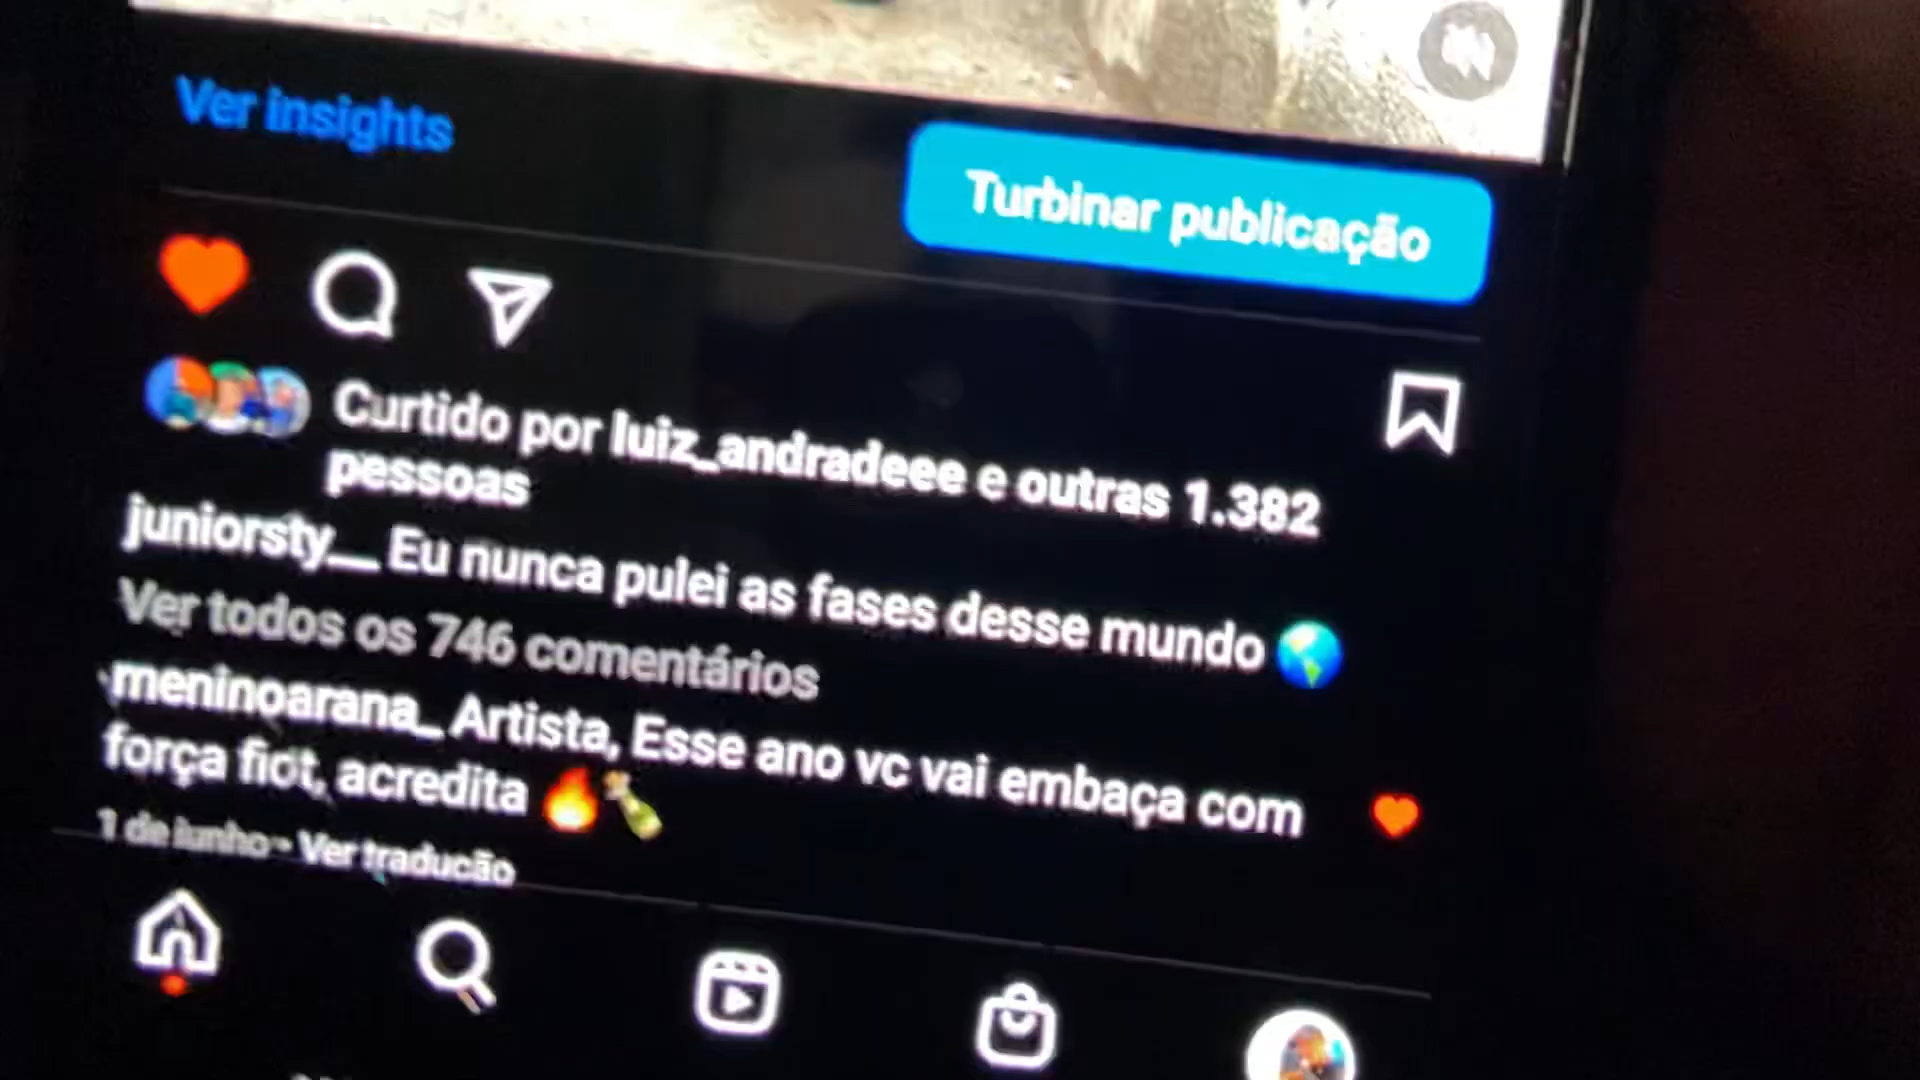 Ver insights
Turbinar publicação
Curtido por luiz_andradeee e outras 1.382
pessoas
juniorsty__ Eu nunca pulei as fases desse mundo 🌎
Ver todos os 746 comentários
meninoarana_ Artista, Esse ano vc vai embaça com
força fiot, acredita 🔥🍾
1 de junho · Ver tradução